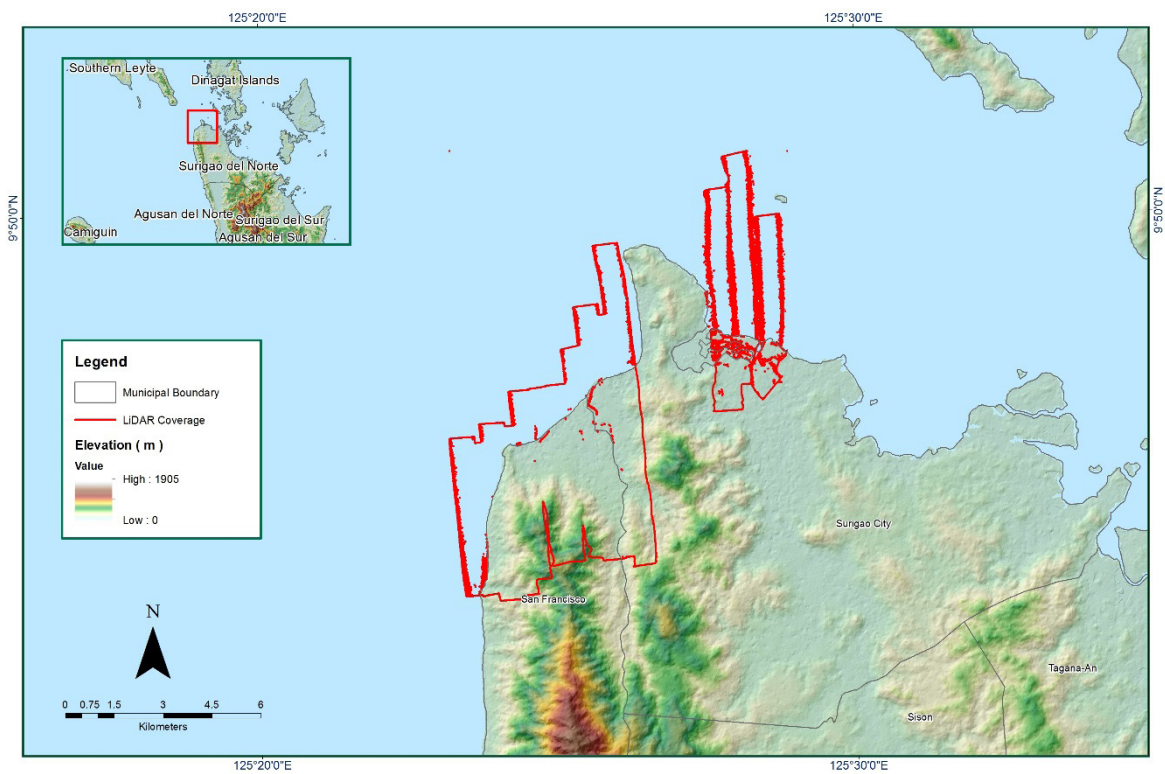 125°20'0"E
125°30'0"E
Southern Leyte
Dinagat Islands
Surigao del Norte
Agusan del Norte
Surigao del Sur
Camiguin
Agusan del Sur
9°50'0"N
9°50'0"N
Legend
Municipal Boundary
LiDAR Coverage
Elevation ( m )
Value
High : 1905
Low : 0
Surigao City
San Francisco
Tagana-An
Sison
N
0 0.75 1.5 3 4.5 6
Kilometers
125°20'0"E
125°30'0"E